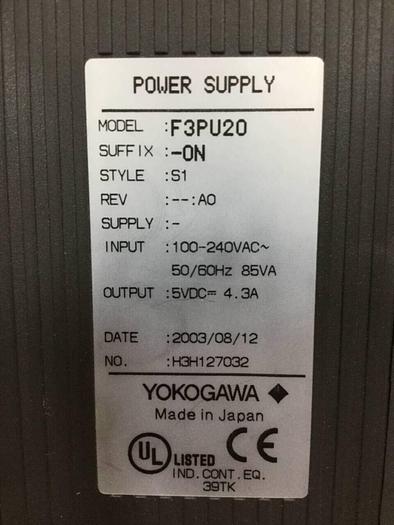 POWER SUPPLY
MODEL :F3PU20
SUFFIX :-0N
STYLE :S1
REV :--:A0
SUPPLY :-
INPUT :100-240VAC~
50/60Hz 85VA
OUTPUT :5VDC⎓ 4.3A
DATE :2003/08/12
NO. :H3H127032
YOKOGAWA
Made in Japan
UL LISTED CE
IND.CONT.EQ.
39TK